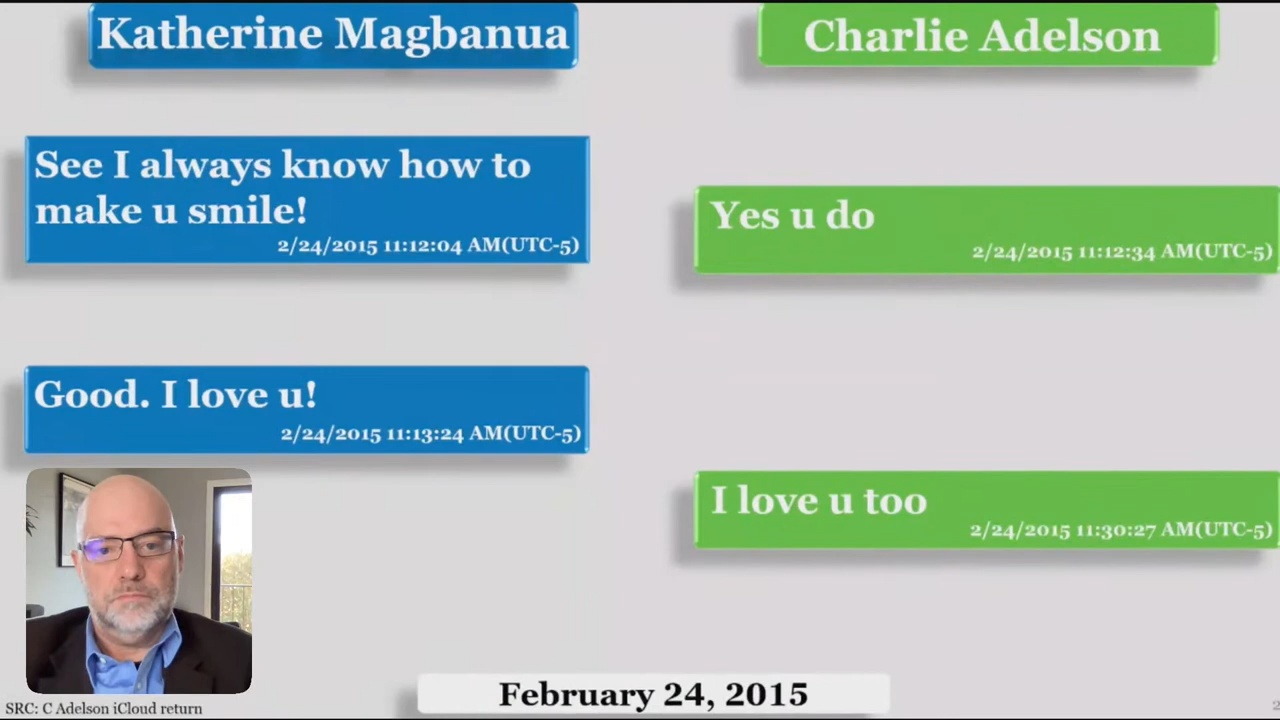 Katherine Magbanua
Charlie Adelson
See I always know how to
make u smile!
2/24/2015 11:12:04 AM(UTC-5)
Yes u do
2/24/2015 11:12:34 AM(UTC-5)
Good. I love u!
2/24/2015 11:13:24 AM(UTC-5)
I love u too
2/24/2015 11:30:27 AM(UTC-5)
February 24, 2015
SRC: C Adelson iCloud return